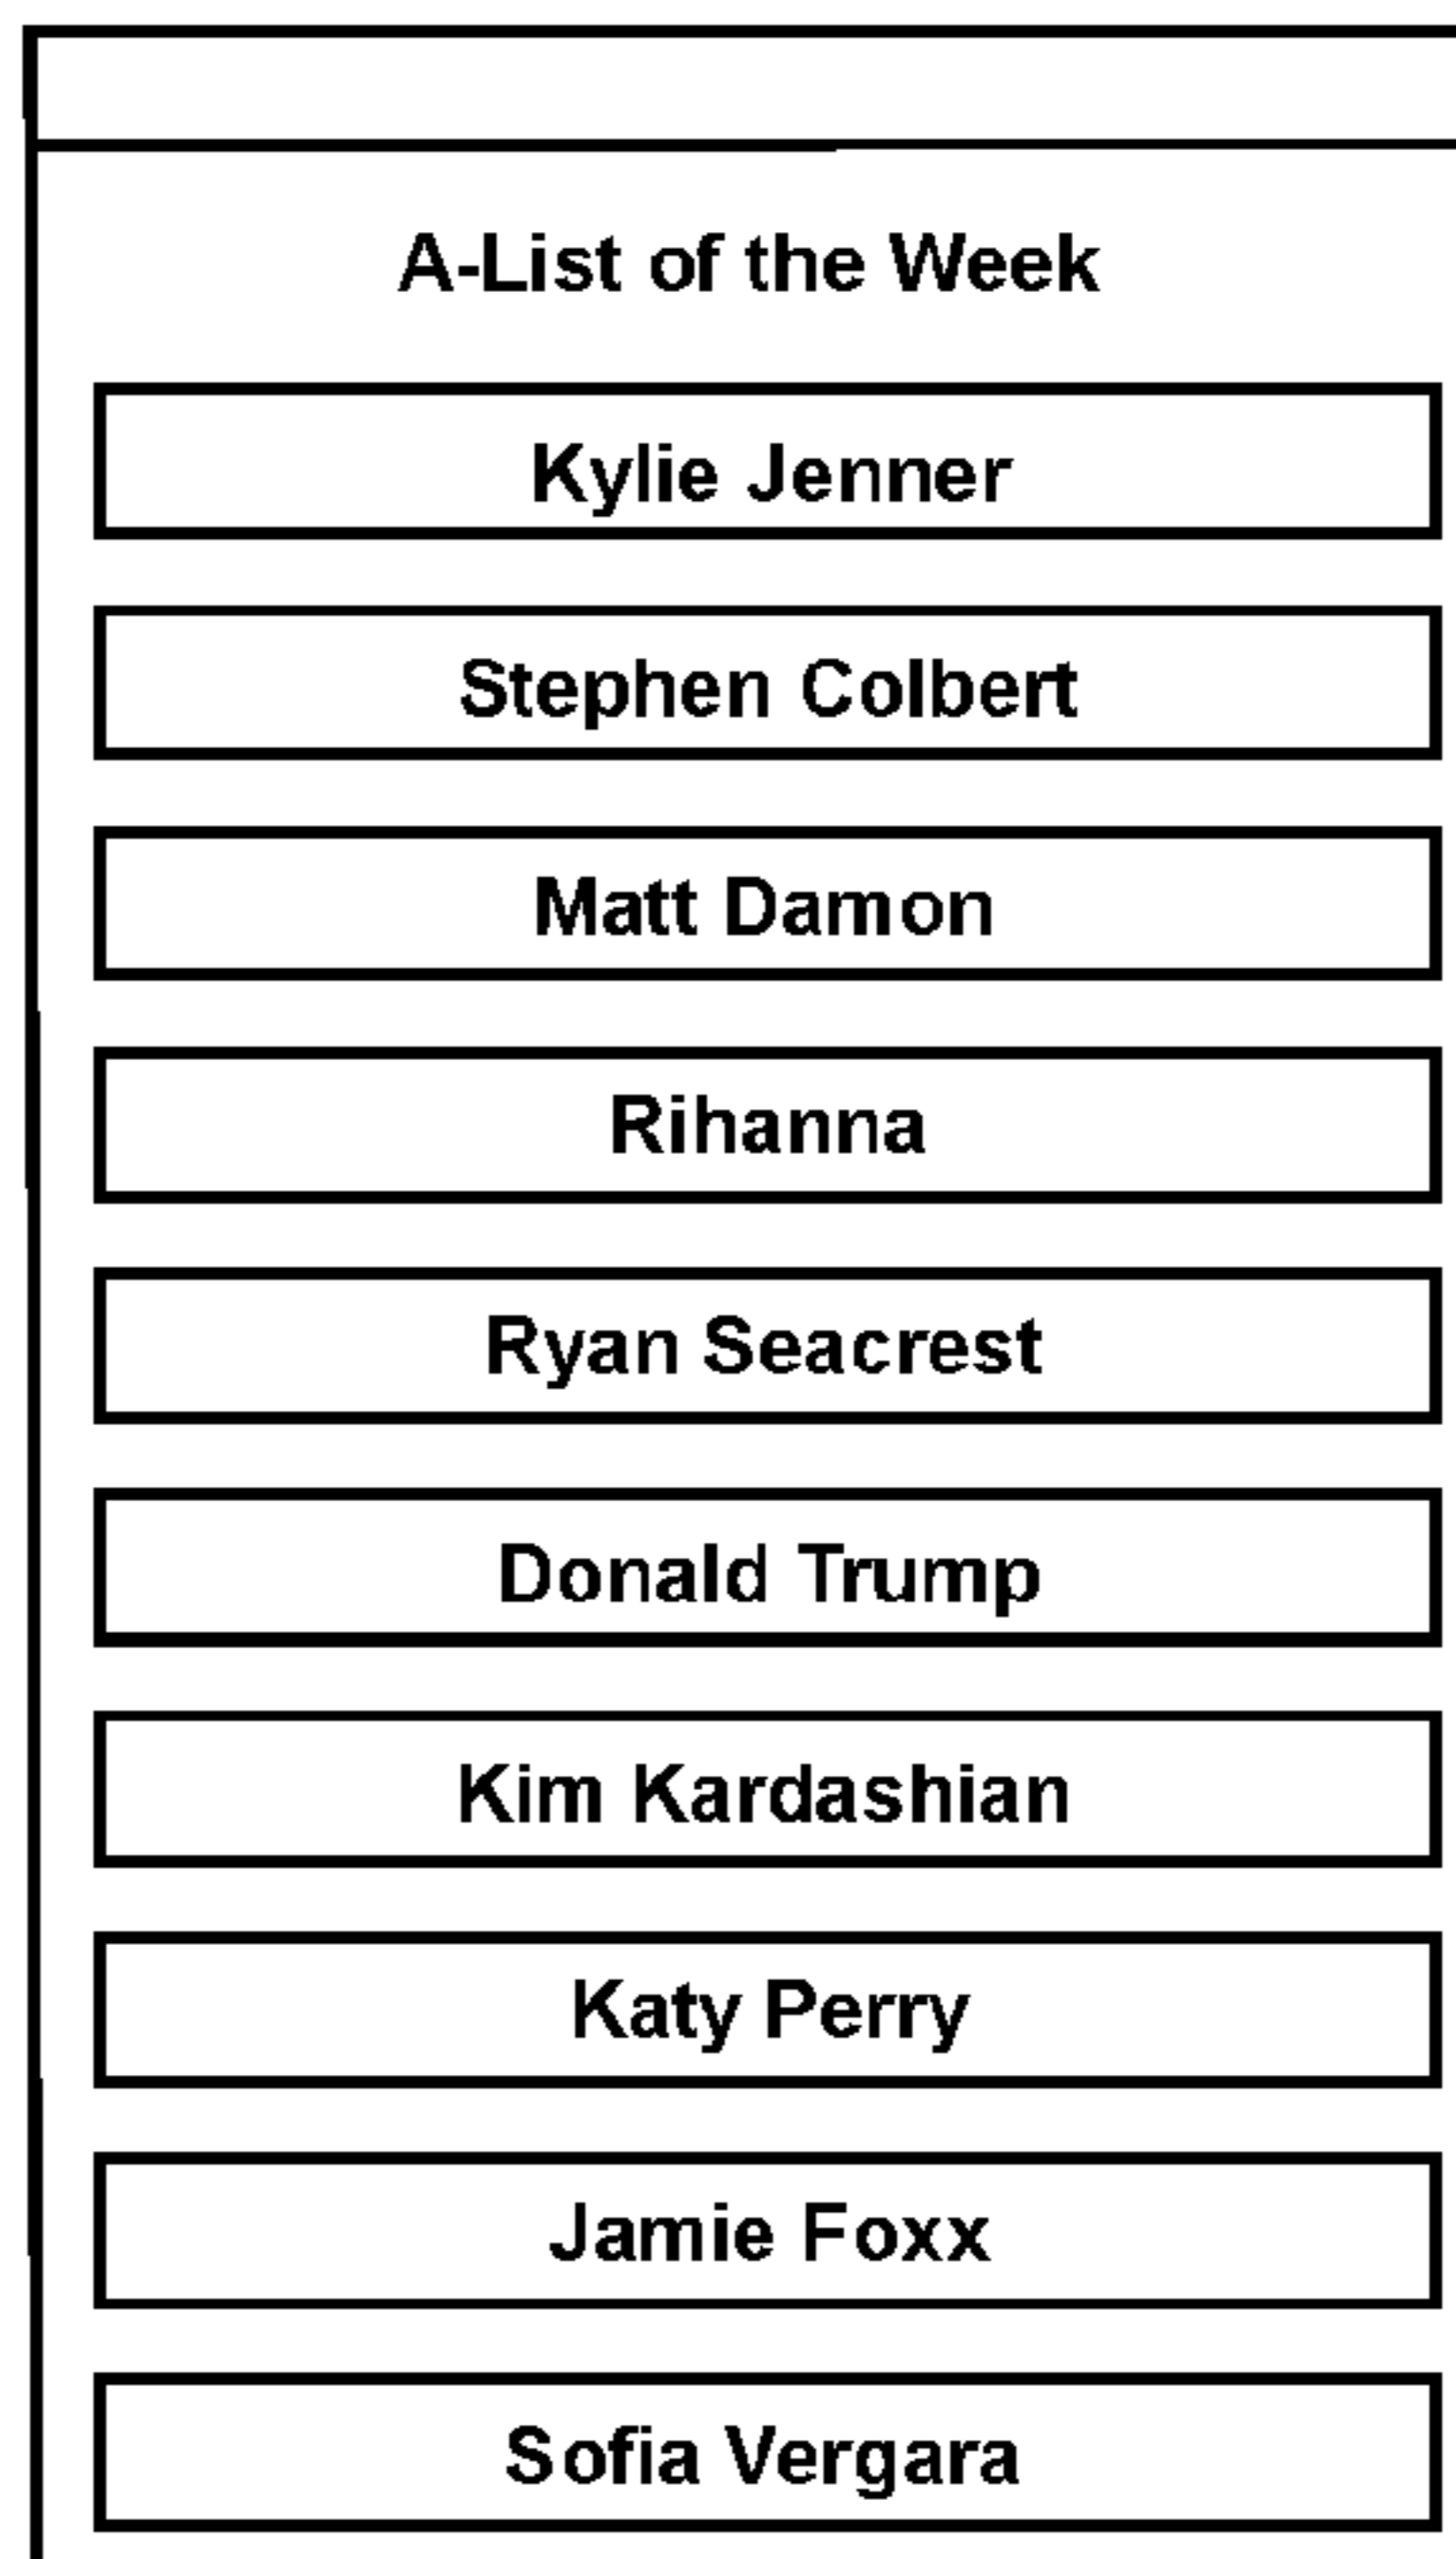 A-List of the Week
Kylie Jenner
Stephen Colbert
Matt Damon
Rihanna
Ryan Seacrest
Donald Trump
Kim Kardashian
Katy Perry
Jamie Foxx
Sofia Vergara